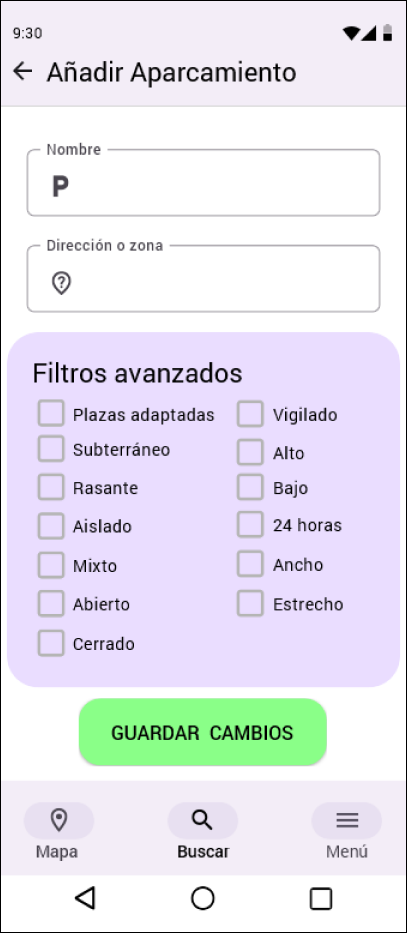 9:30
Añadir Aparcamiento
Nombre
P
Dirección o zona
Filtros avanzados
Plazas adaptadas Vigilado
Subterráneo Alto
Rasante Bajo
Aislado 24 horas
Mixto Ancho
Abierto Estrecho
Cerrado
GUARDAR CAMBIOS
Mapa Buscar Menú